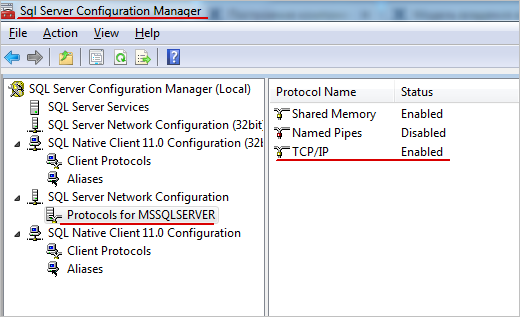 Sql Server Configuration Manager
File Action View Help
SQL Server Configuration Manager (Local)
SQL Server Services
SQL Server Network Configuration (32bit
SQL Native Client 11.0 Configuration (32
Client Protocols
Aliases
SQL Server Network Configuration
Protocols for MSSQLSERVER
SQL Native Client 11.0 Configuration
Client Protocols
Aliases
Protocol Name Status
Shared Memory Enabled
Named Pipes Disabled
TCP/IP Enabled